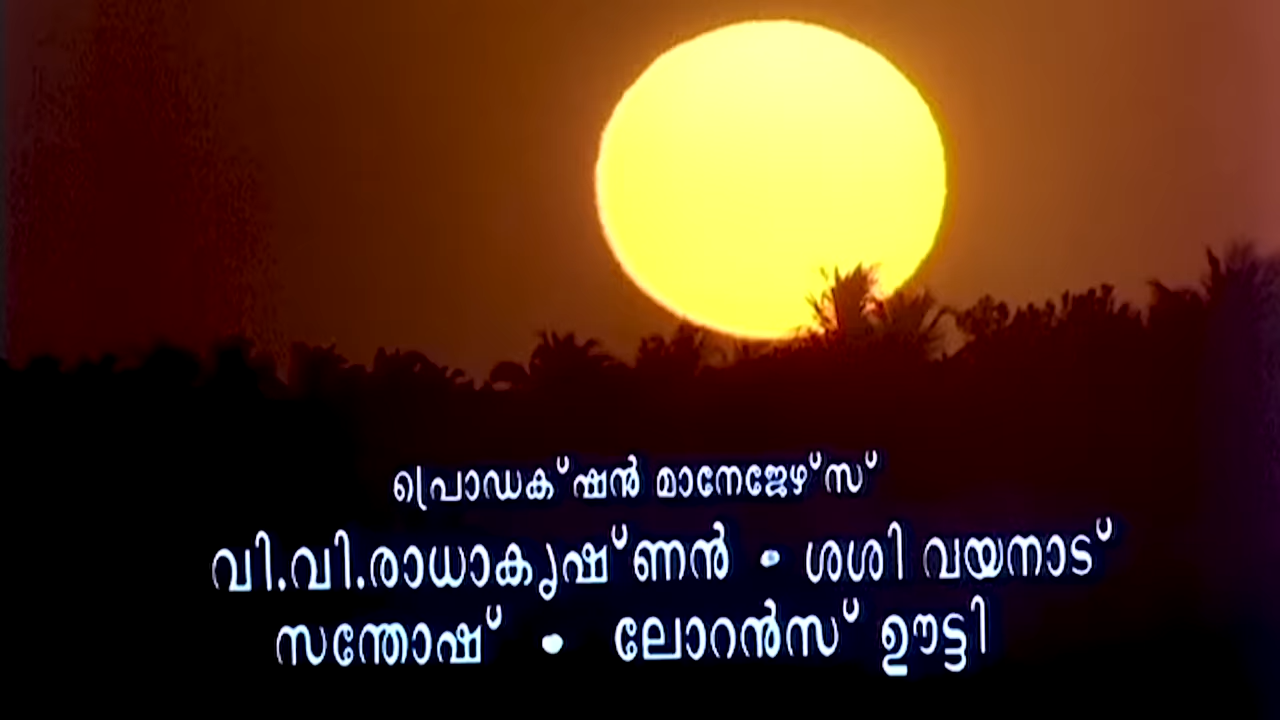 പ്രൊഡക്ഷൻ മാനേജേഴ്സ്
വി.വി.രാധാകൃഷ്ണൻ • ശശി വയനാട്
സന്തോഷ് • ലോറൻസ് ഊട്ടി